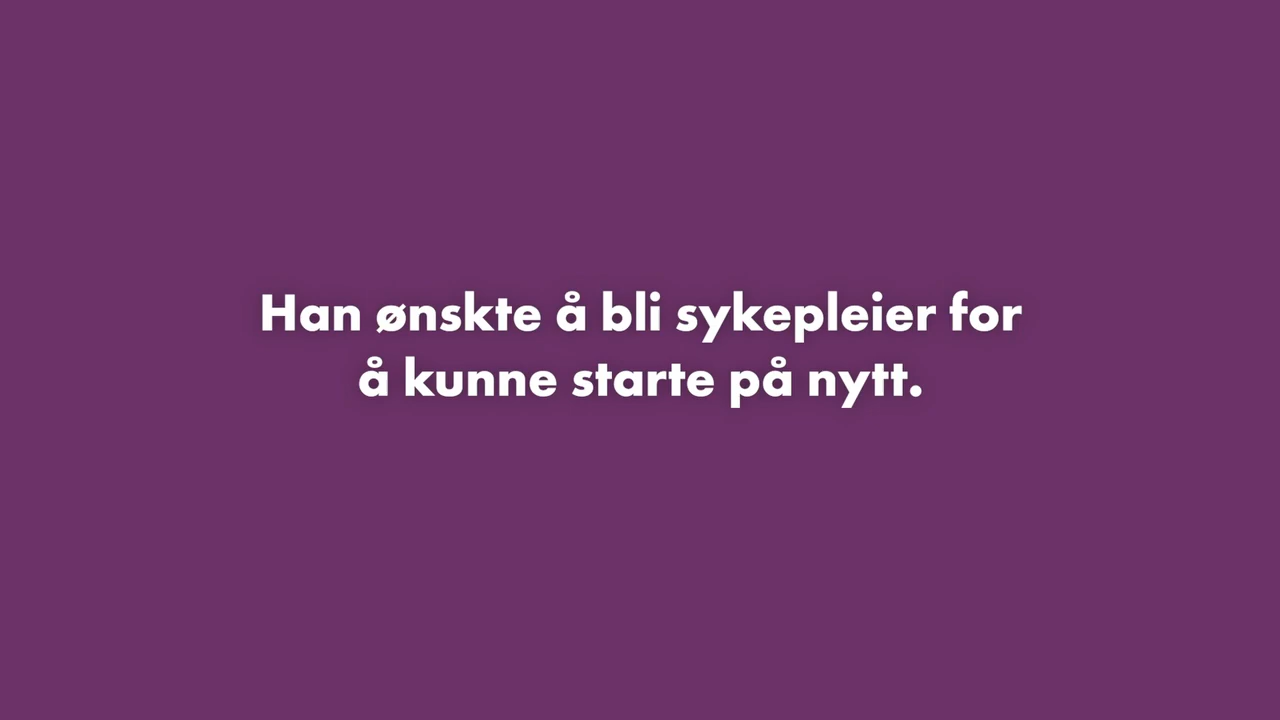 Han ønskte å bli sykepleier for
å kunne starte på nytt.